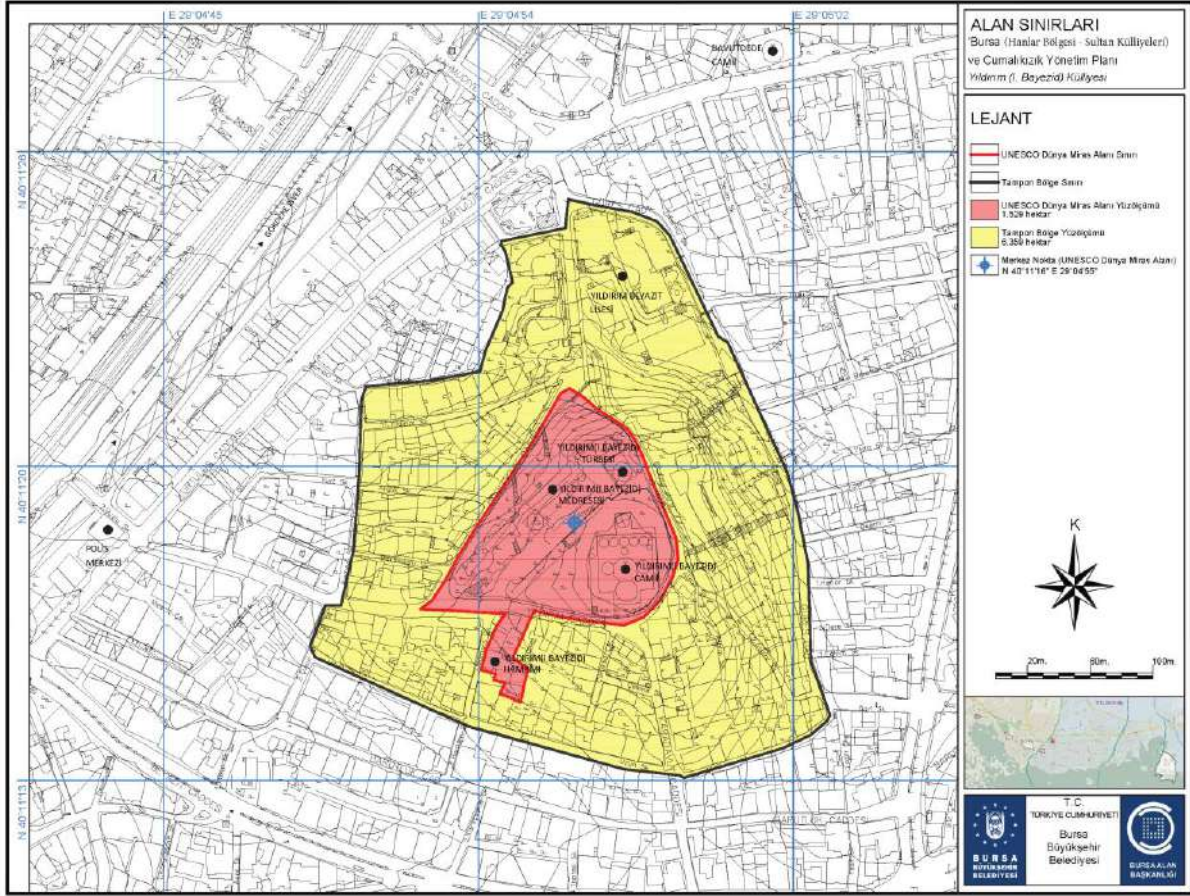 E 29°04'45
E 29°04'54
E 29°05'02
N 40°11'26
N 40°11'20
N 40°11'13
DAVUTDEDE
CAMİİ
GÖKDERE
YILDIRIM BEYAZIT
LİSESİ
YILDIRIM(I.BAYEZİD)
TÜRBESİ
YILDIRIM(I.BAYEZİD)
MEDRESESİ
YILDIRIM(I.BAYEZİD)
CAMİİ
YILDIRIM(I.BAYEZİD)
HAMAMI
POLİS
MERKEZİ
CADDESİ
ALAN SINIRLARI
'Bursa (Hanlar Bölgesi - Sultan Külliyeleri)
ve Cumalıkızık Yönetim Planı
Yıldırım (I. Bayezid) Külliyesi
LEJANT
UNESCO Dünya Miras Alanı Sınırı
Tampon Bölge Sınırı
UNESCO Dünya Miras Alanı Yüzölçümü
1.529 hektar
Tampon Bölge Yüzölçümü
6.359 hektar
Merkez Nokta (UNESCO Dünya Miras Alanı)
N 40°11'16" E 29°04'55"
K
20m. 60m. 100m.
T.C.
TÜRKİYE CUMHURİYETİ
Bursa
Büyükşehir
Belediyesi
BURSA
BÜYÜKŞEHİR
BELEDİYESİ
BURSA ALAN
BAŞKANLIĞI